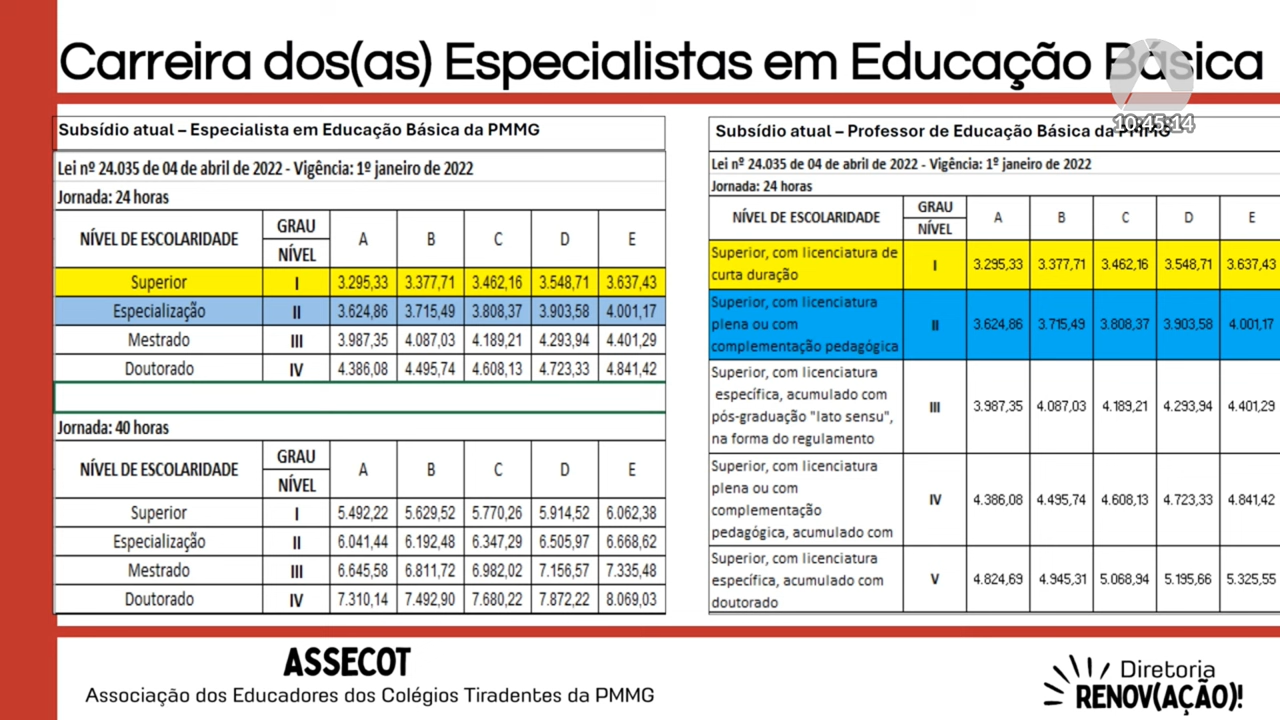 Carreira dos(as) Especialistas em Educação Básica
10:45:14
Subsídio atual – Especialista em Educação Básica da PMMG
Lei nº 24.035 de 04 de abril de 2022 - Vigência: 1º janeiro de 2022
Jornada: 24 horas
NÍVEL DE ESCOLARIDADE GRAU A B C D E
NÍVEL
Superior I 3.295,33 3.377,71 3.462,16 3.548,71 3.637,43
Especialização II 3.624,86 3.715,49 3.808,37 3.903,58 4.001,17
Mestrado III 3.987,35 4.087,03 4.189,21 4.293,94 4.401,29
Doutorado IV 4.386,08 4.495,74 4.608,13 4.723,33 4.841,42
Jornada: 40 horas
NÍVEL DE ESCOLARIDADE GRAU A B C D E
NÍVEL
Superior I 5.492,22 5.629,52 5.770,26 5.914,52 6.062,38
Especialização II 6.041,44 6.192,48 6.347,29 6.505,97 6.668,62
Mestrado III 6.645,58 6.811,72 6.982,02 7.156,57 7.335,48
Doutorado IV 7.310,14 7.492,90 7.680,22 7.872,22 8.069,03
Subsídio atual – Professor de Educação Básica da PMMG
Lei nº 24.035 de 04 de abril de 2022 - Vigência: 1º janeiro de 2022
Jornada: 24 horas
NÍVEL DE ESCOLARIDADE GRAU A B C D E
NÍVEL
Superior, com licenciatura de
curta duração I 3.295,33 3.377,71 3.462,16 3.548,71 3.637,43
Superior, com licenciatura
plena ou com II 3.624,86 3.715,49 3.808,37 3.903,58 4.001,17
complementação pedagógica
Superior, com licenciatura
específica, acumulado com
pós-graduação "lato sensu", III 3.987,35 4.087,03 4.189,21 4.293,94 4.401,29
na forma do regulamento
Superior, com licenciatura
plena ou com
complementação IV 4.386,08 4.495,74 4.608,13 4.723,33 4.841,42
pedagógica, acumulado com
Superior, com licenciatura
específica, acumulado com V 4.824,69 4.945,31 5.068,94 5.195,66 5.325,55
doutorado
ASSECOT
Associação dos Educadores dos Colégios Tiradentes da PMMG
Diretoria
RENOV(AÇÃO)!